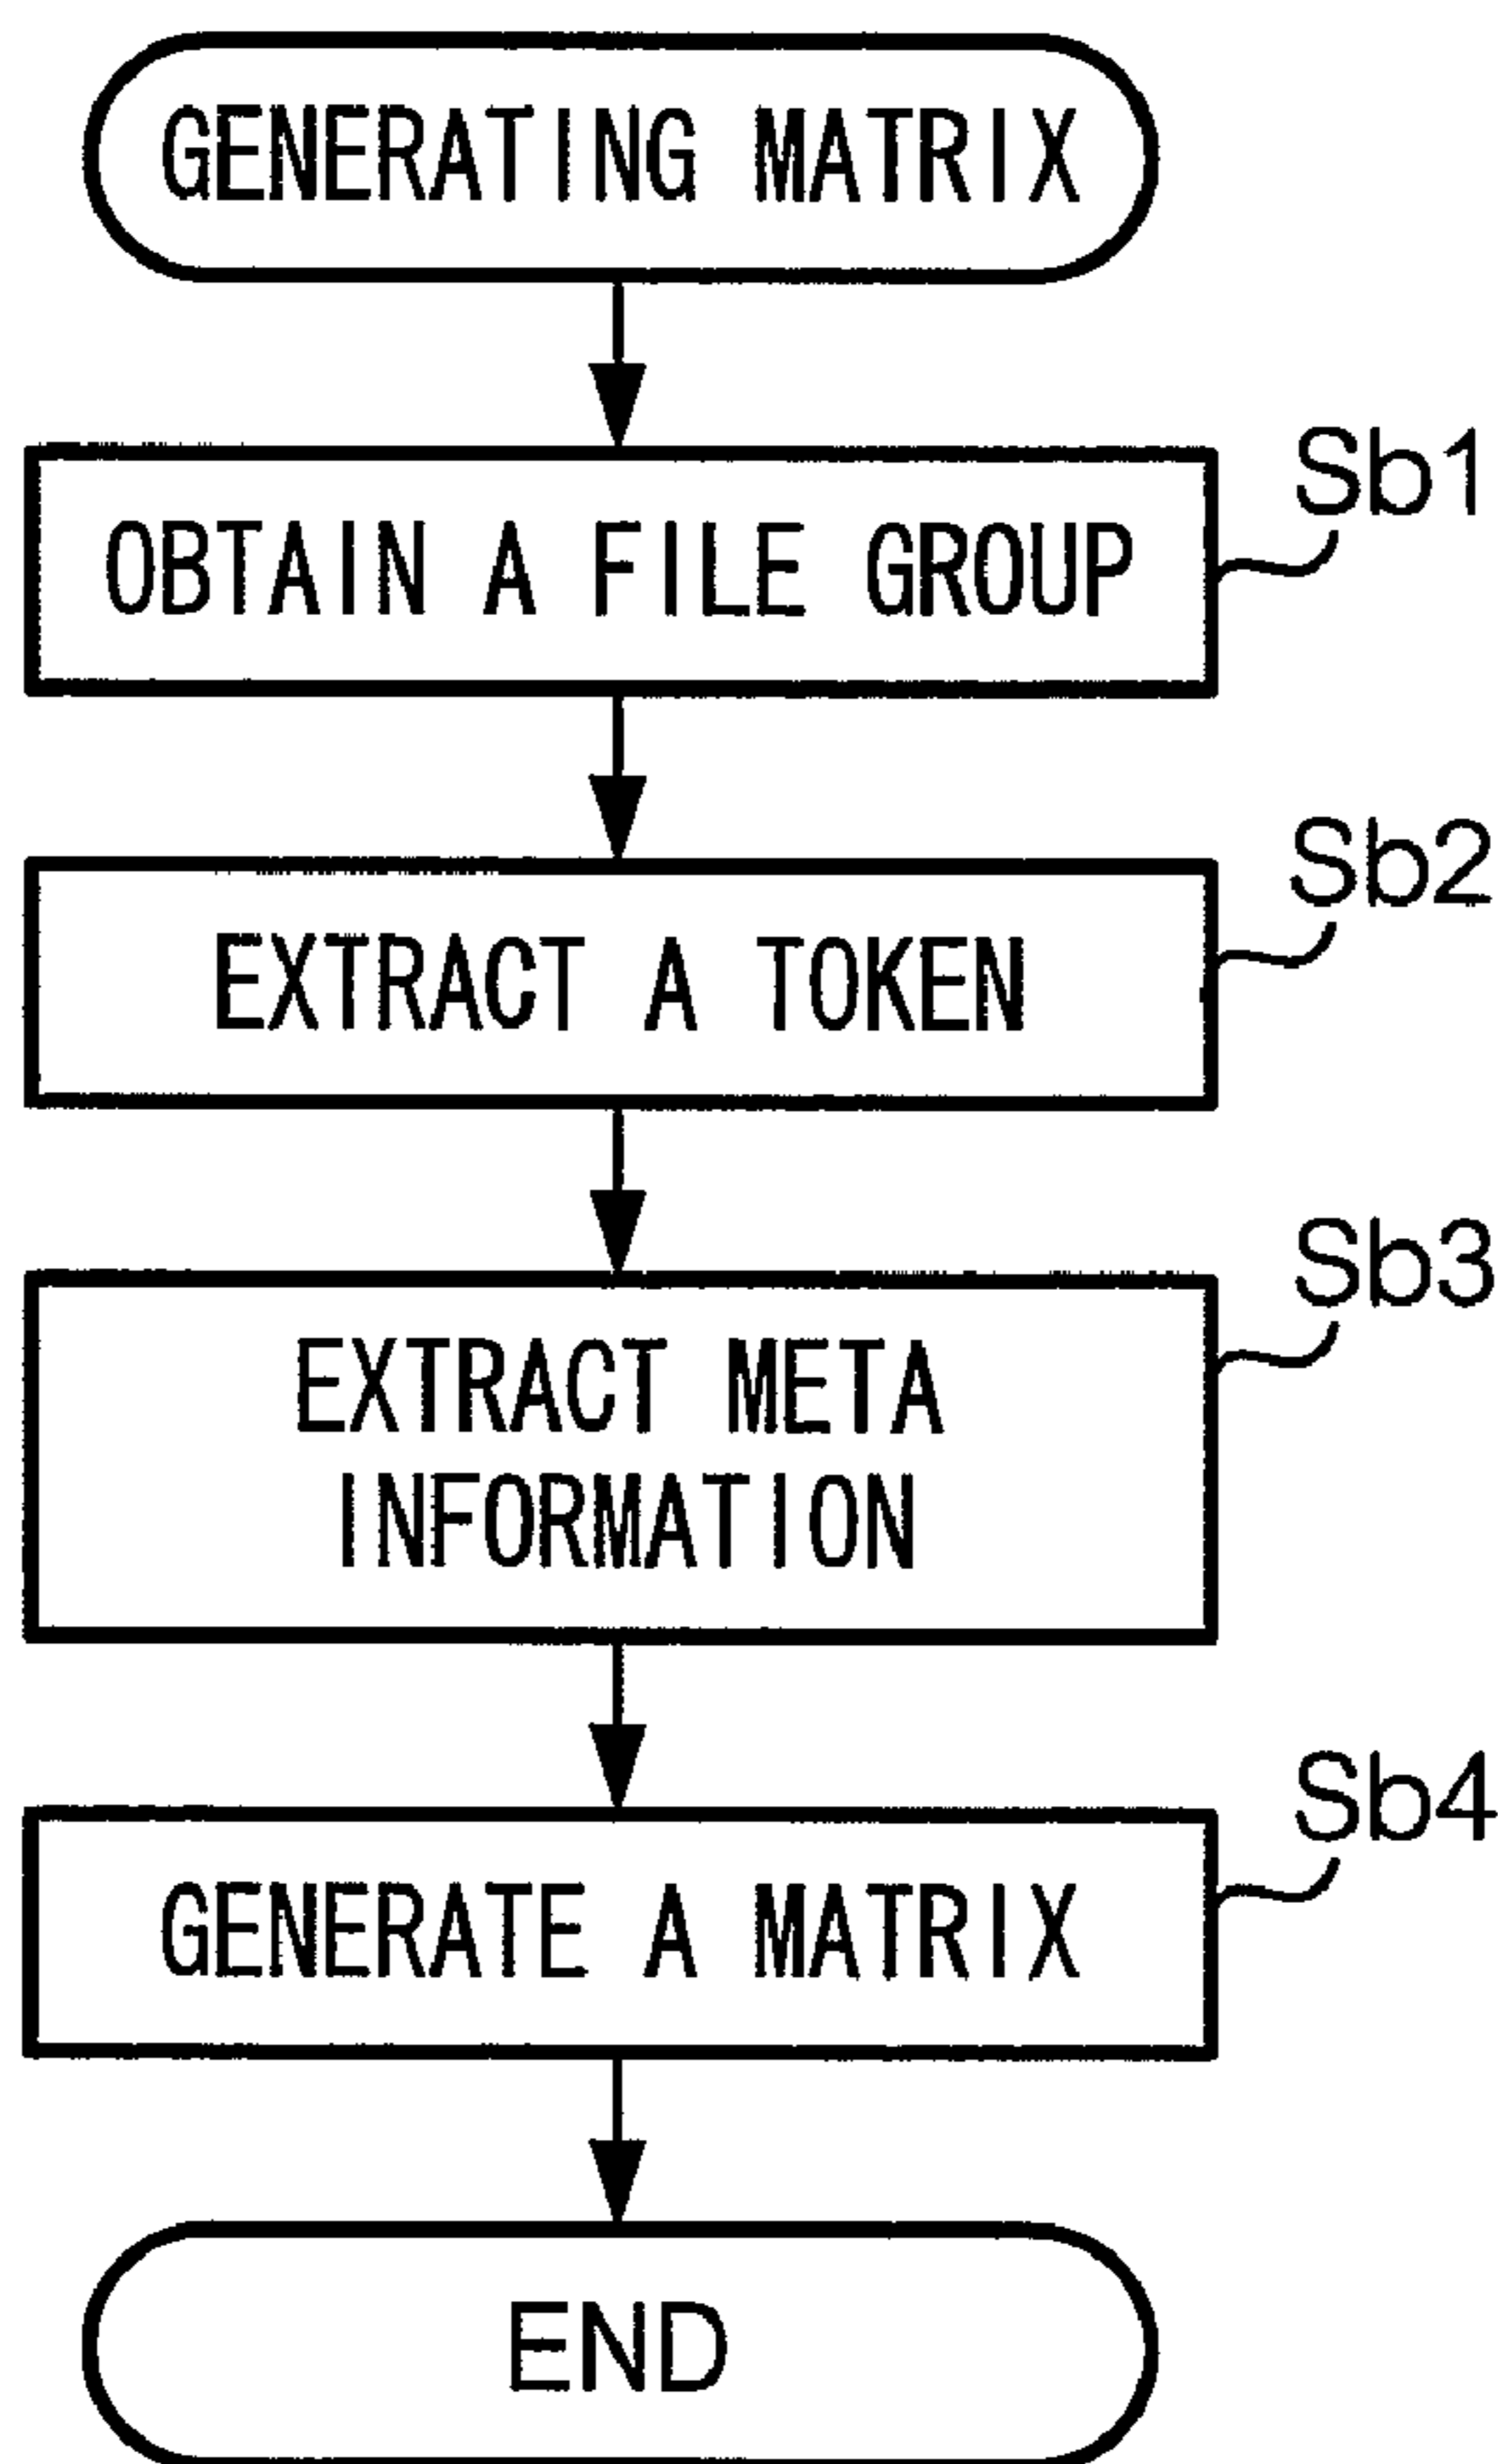 GENERATING MATRIX
Sb1
OBTAIN A FILE GROUP
Sb2
EXTRACT A TOKEN
Sb3
EXTRACT META
INFORMATION
Sb4
GENERATE A MATRIX
END